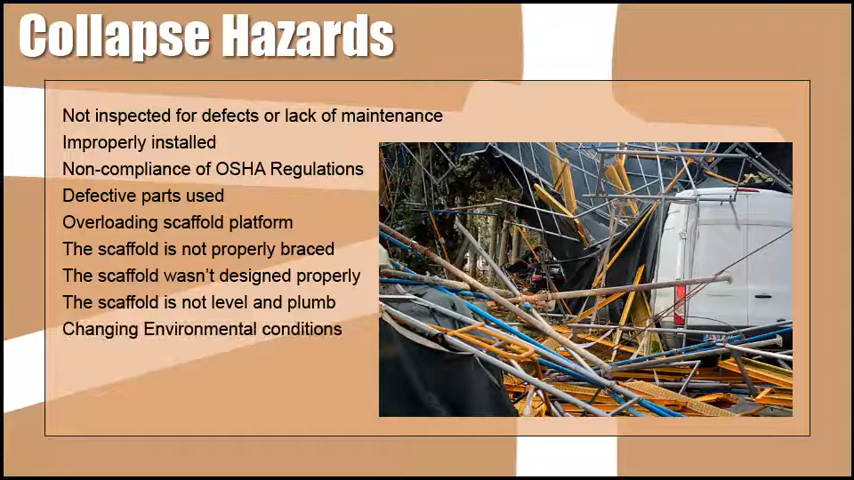 Collapse Hazards
Not inspected for defects or lack of maintenance
Improperly installed
Non-compliance of OSHA Regulations
Defective parts used
Overloading scaffold platform
The scaffold is not properly braced
The scaffold wasn't designed properly
The scaffold is not level and plumb
Changing Environmental conditions